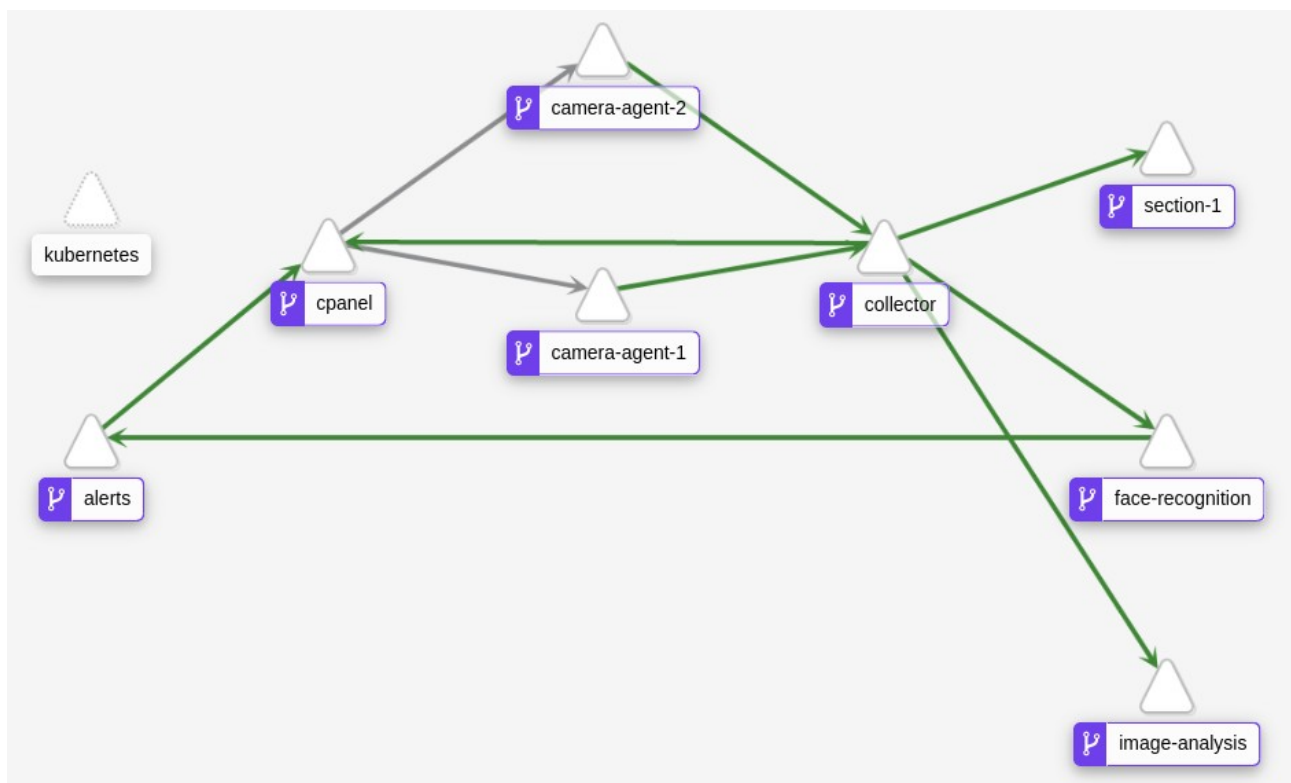 camera-agent-2
section-1
kubernetes
cpanel
collector
camera-agent-1
alerts
face-recognition
image-analysis